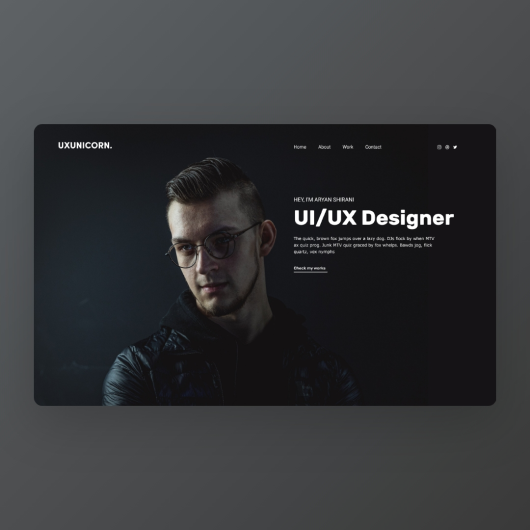 UXUNICORN.
Home About Work Contact
HEY, I'M ARYAN SHIRANI
UI/UX Designer
The quick, brown fox jumps over a lazy dog. DJs flock by when MTV
ax quiz prog. Junk MTV quiz graced by fox whelps. Bawds jog, flick
quartz, vex nymphs.
Check my works